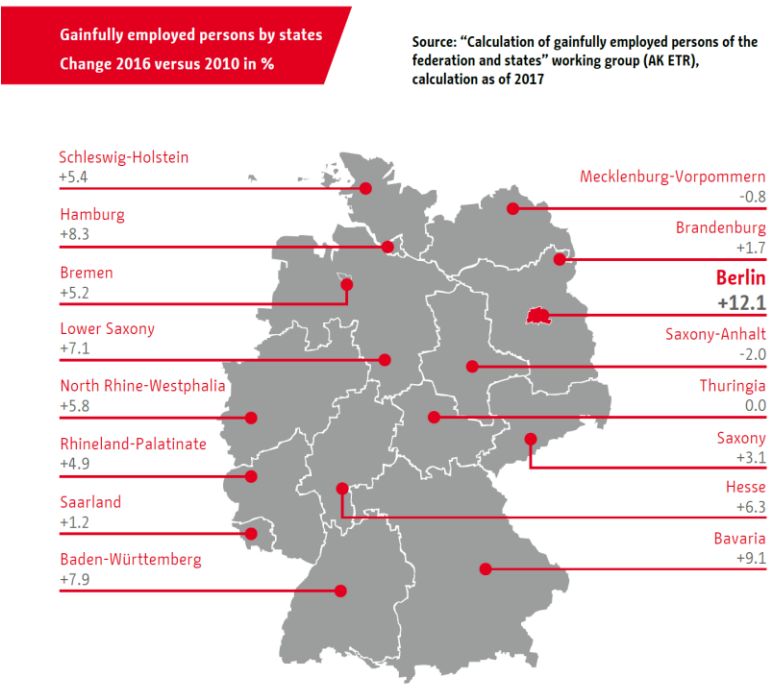 Gainfully employed persons by states
Change 2016 versus 2010 in %
Source: “Calculation of gainfully employed persons of the
federation and states” working group (AK ETR),
calculation as of 2017
Schleswig-Holstein
+5.4
Hamburg
+8.3
Bremen
+5.2
Lower Saxony
+7.1
North Rhine-Westphalia
+5.8
Rhineland-Palatinate
+4.9
Saarland
+1.2
Baden-Württemberg
+7.9
Mecklenburg-Vorpommern
-0.8
Brandenburg
+1.7
Berlin
+12.1
Saxony-Anhalt
-2.0
Thuringia
0.0
Saxony
+3.1
Hesse
+6.3
Bavaria
+9.1